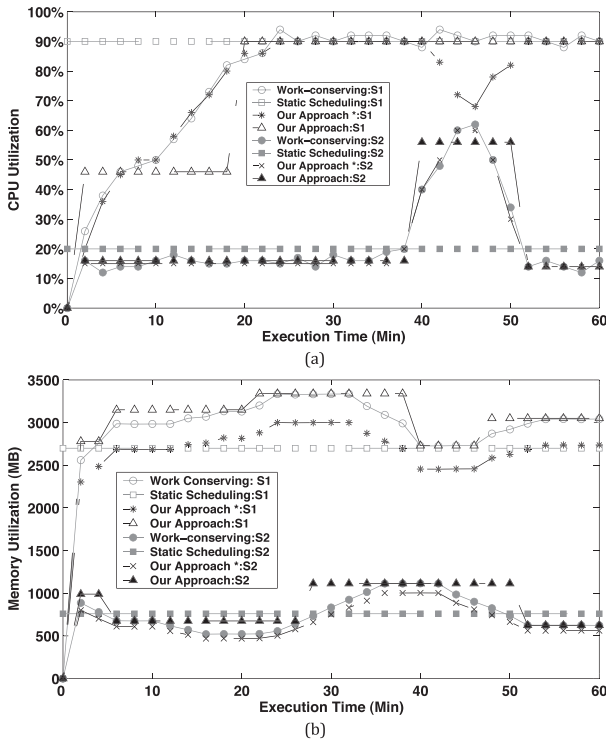 100%
90%
80%
70%
60%
50%
40%
30%
20%
10%
0%
CPU Utilization
Work−conserving:S1
Static Scheduling:S1
Our Approach *:S1
Our Approach:S1
Work−conserving:S2
Static Scheduling:S2
Our Approach *:S2
Our Approach:S2
0 10 20 30 40 50 60
Execution Time (Min)
(a)
3500
3000
2500
2000
1500
1000
500
0
Memory Utilization (MB)
Work Conserving: S1
Static Scheduling:S1
Our Approach *:S1
Our Approach:S1
Work−conserving:S2
Static Scheduling:S2
Our Approach *:S2
Our Approach:S2
0 10 20 30 40 50 60
Execution Time (Min)
(b)